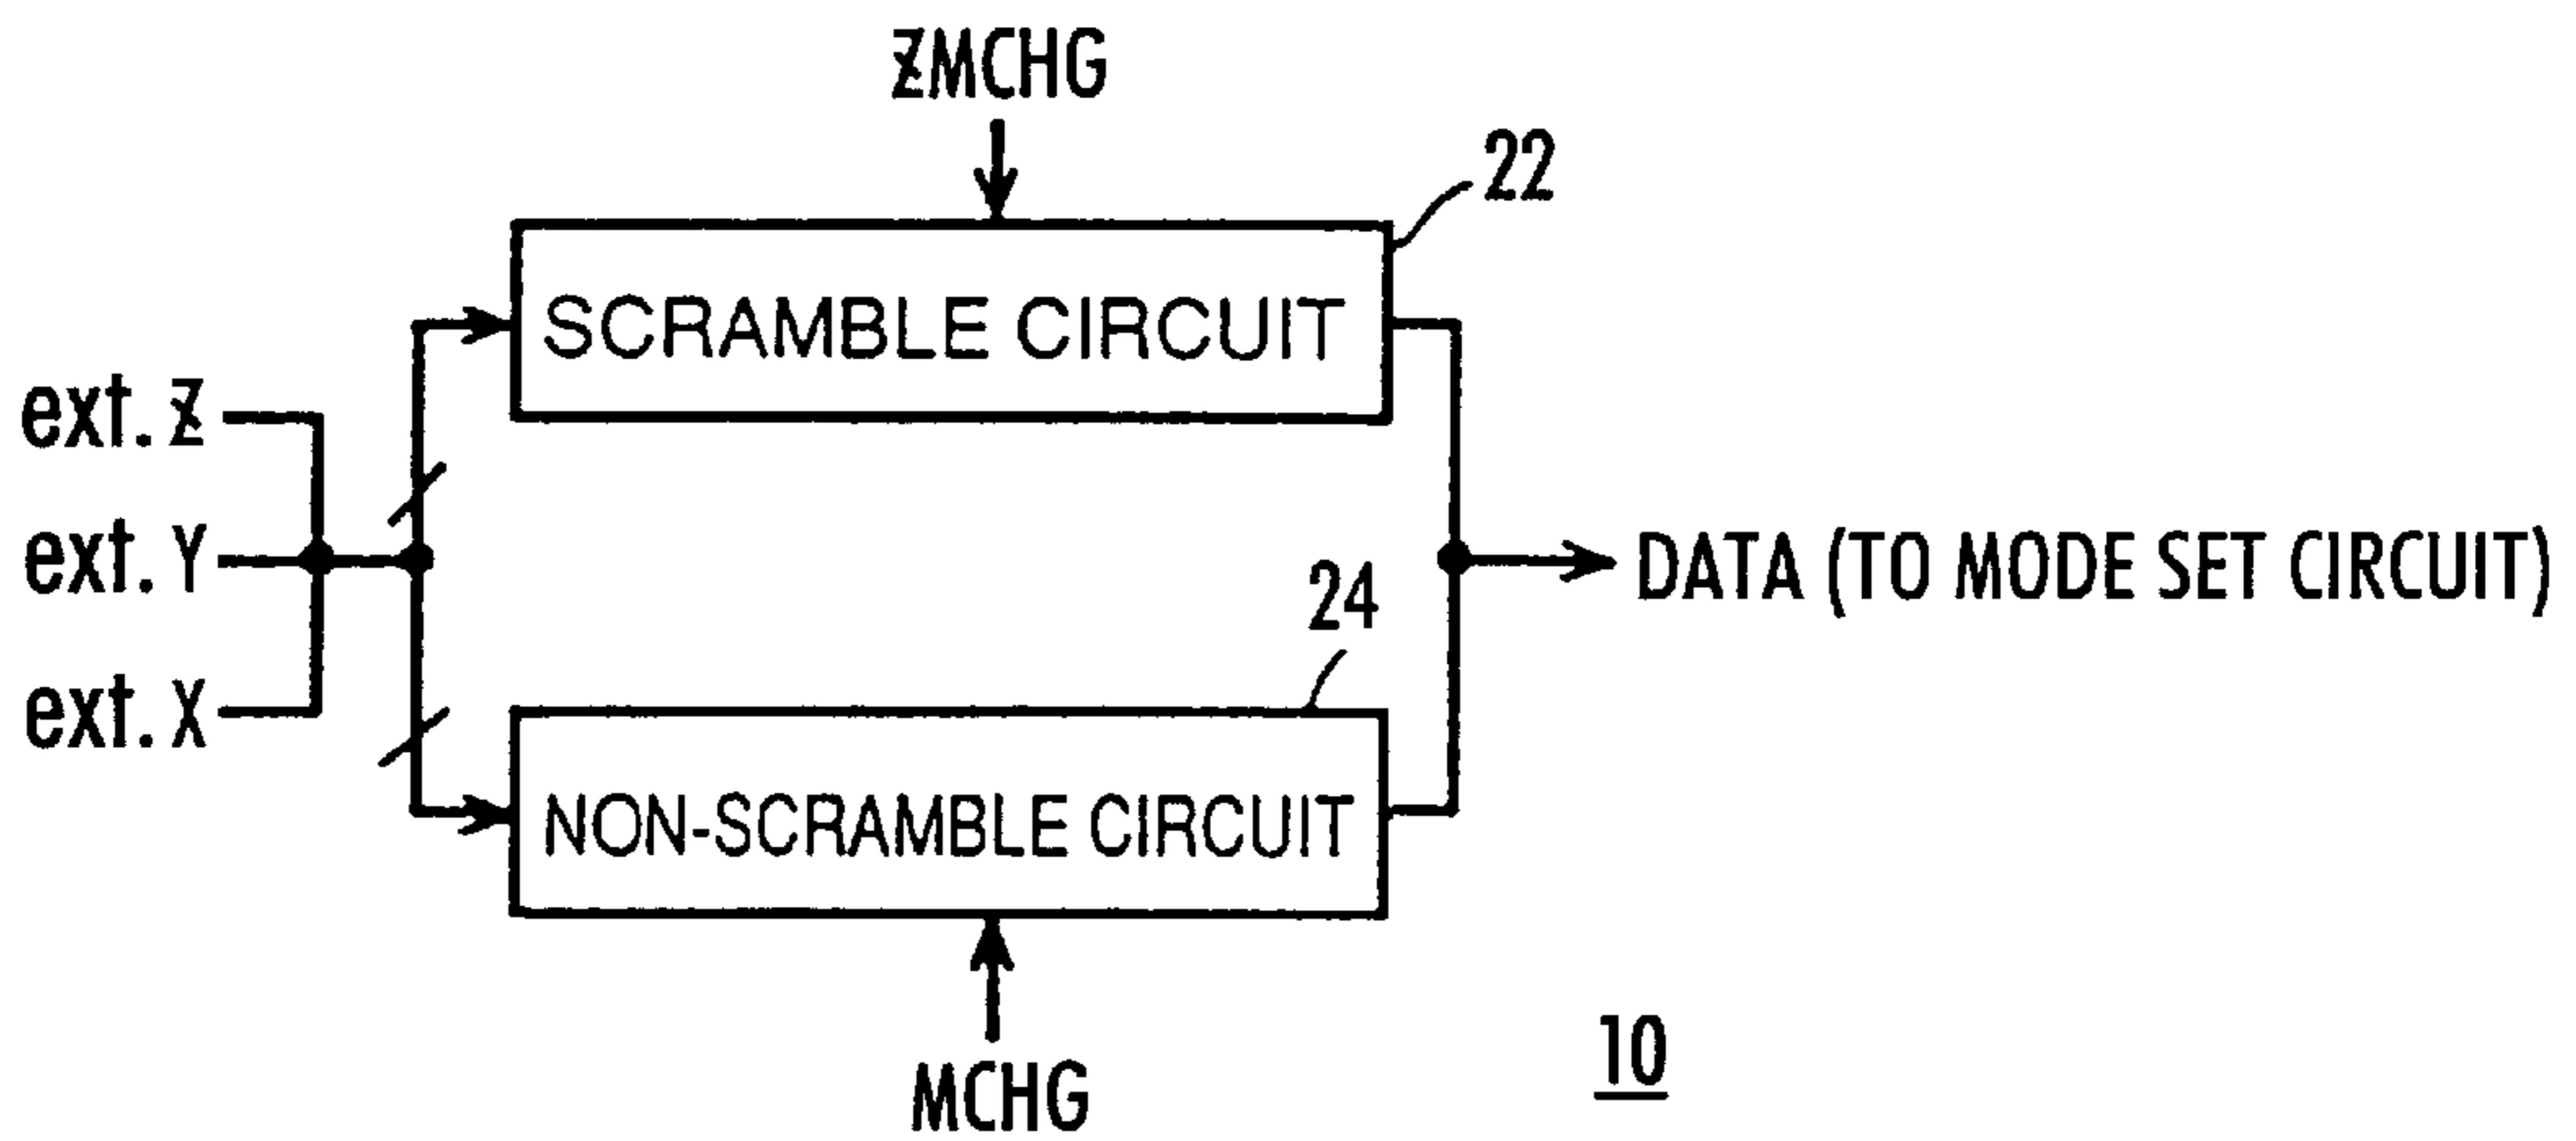 ZMCHG
22
SCRAMBLE CIRCUIT
ext. Z
ext. Y
ext. X
DATA (TO MODE SET CIRCUIT)
24
NON-SCRAMBLE CIRCUIT
MCHG
10